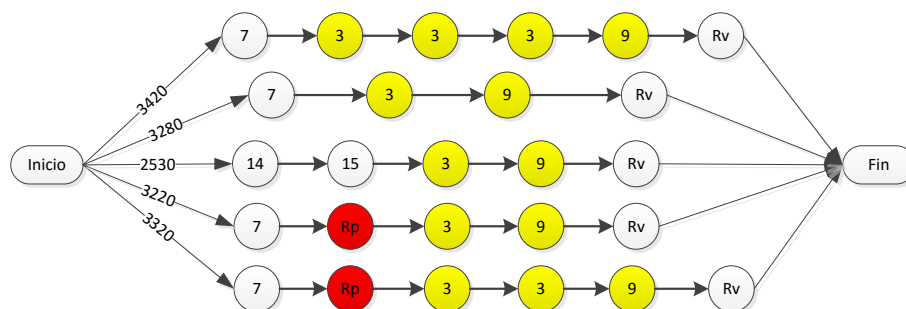 7 3 3 3 9 Rv
3420
7 3 9 Rv
3280
Inicio 2530 14 15 3 9 Rv Fin
3220
7 Rp 3 9 Rv
3320
7 Rp 3 3 9 Rv